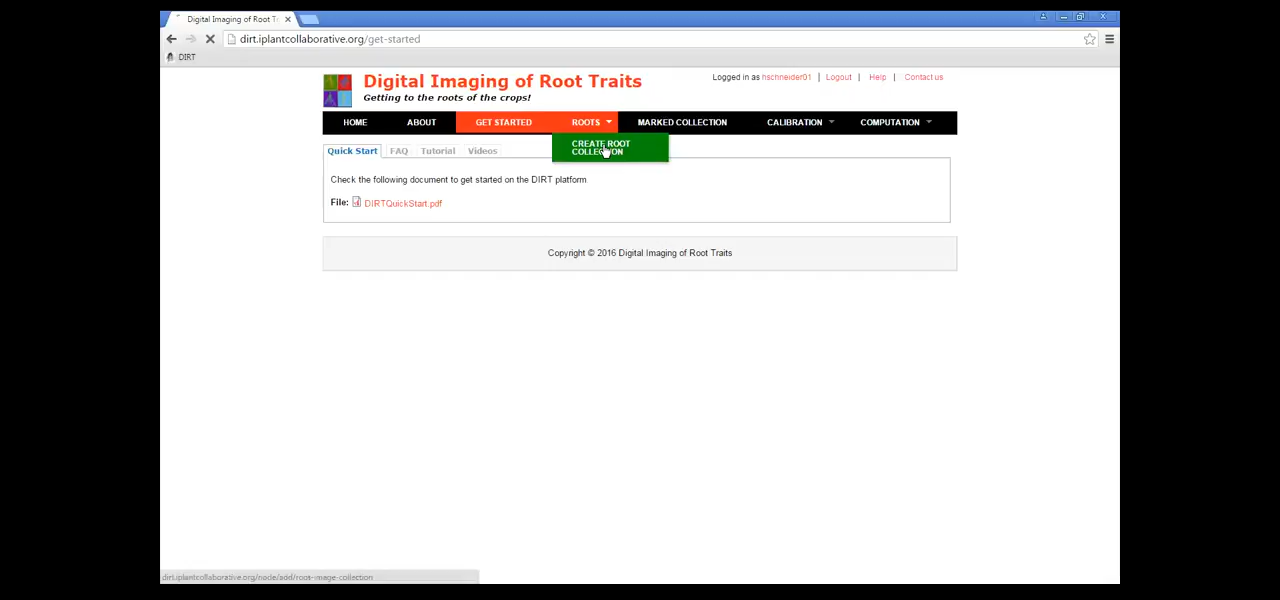 Digital Imaging of Root T
dirt.iplantcollaborative.org/get-started
DIRT
Digital Imaging of Root Traits
Getting to the roots of the crops!
Logged in as hschneider01 | Logout | Help | Contact us
HOME ABOUT GET STARTED ROOTS MARKED COLLECTION CALIBRATION COMPUTATION
CREATE ROOT
COLLECTION
Quick Start FAQ Tutorial Videos
Check the following document to get started on the DIRT platform
File: DIRTQuickStart.pdf
Copyright © 2016 Digital Imaging of Root Traits
dirt.iplantcollaborative.org/node/add/root-image-collection